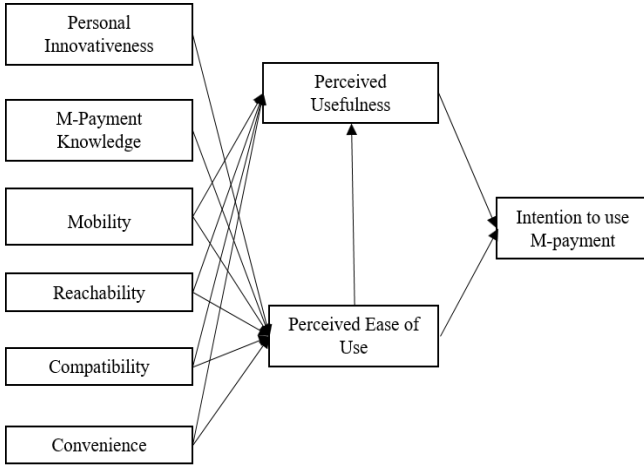 Personal
Innovativeness
M-Payment
Knowledge
Mobility
Reachability
Compatibility
Convenience
Perceived
Usefulness
Perceived Ease of
Use
Intention to use
M-payment